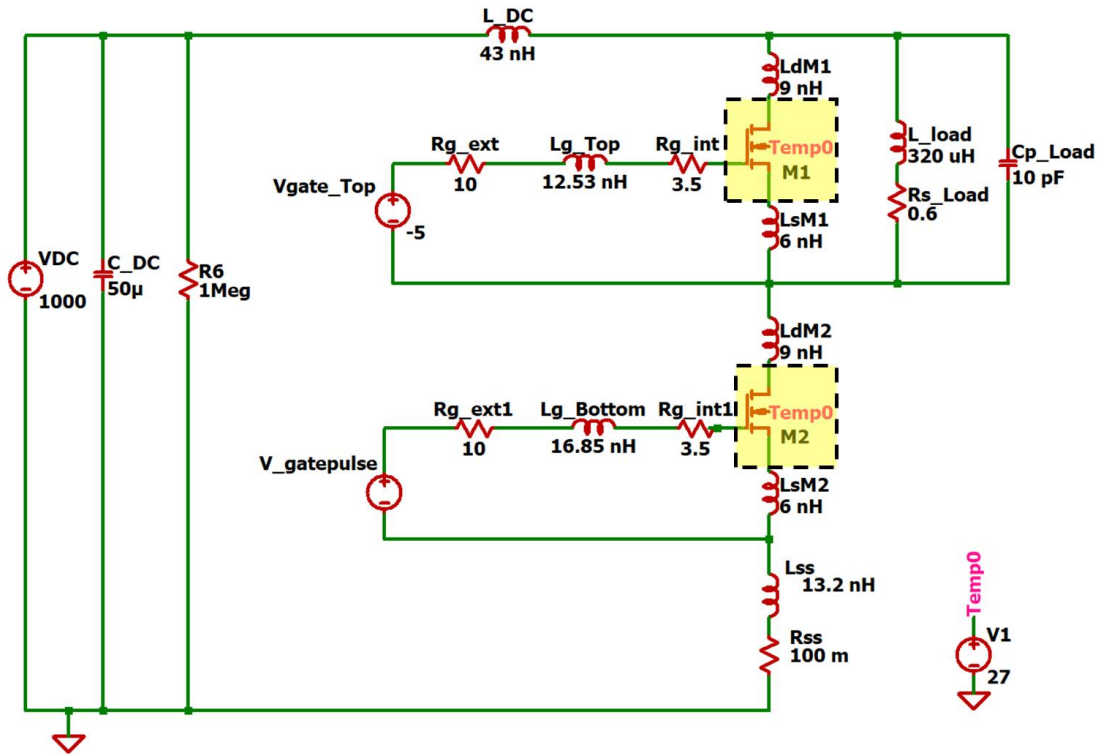 L_DC
43 nH
LdM1
9 nH
Rg_ext
10
Lg_Top
12.53 nH
Rg_int
3.5
Temp0
M1
L_load
320 uH
Cp_Load
10 pF
Rs_Load
0.6
Vgate_Top
-5
LsM1
6 nH
VDC
1000
C_DC
50µ
R6
1Meg
LdM2
9 nH
Rg_ext1
10
Lg_Bottom
16.85 nH
Rg_int1
3.5
Temp0
M2
V_gatepulse
LsM2
6 nH
Lss
13.2 nH
Rss
100 m
Temp0
V1
27